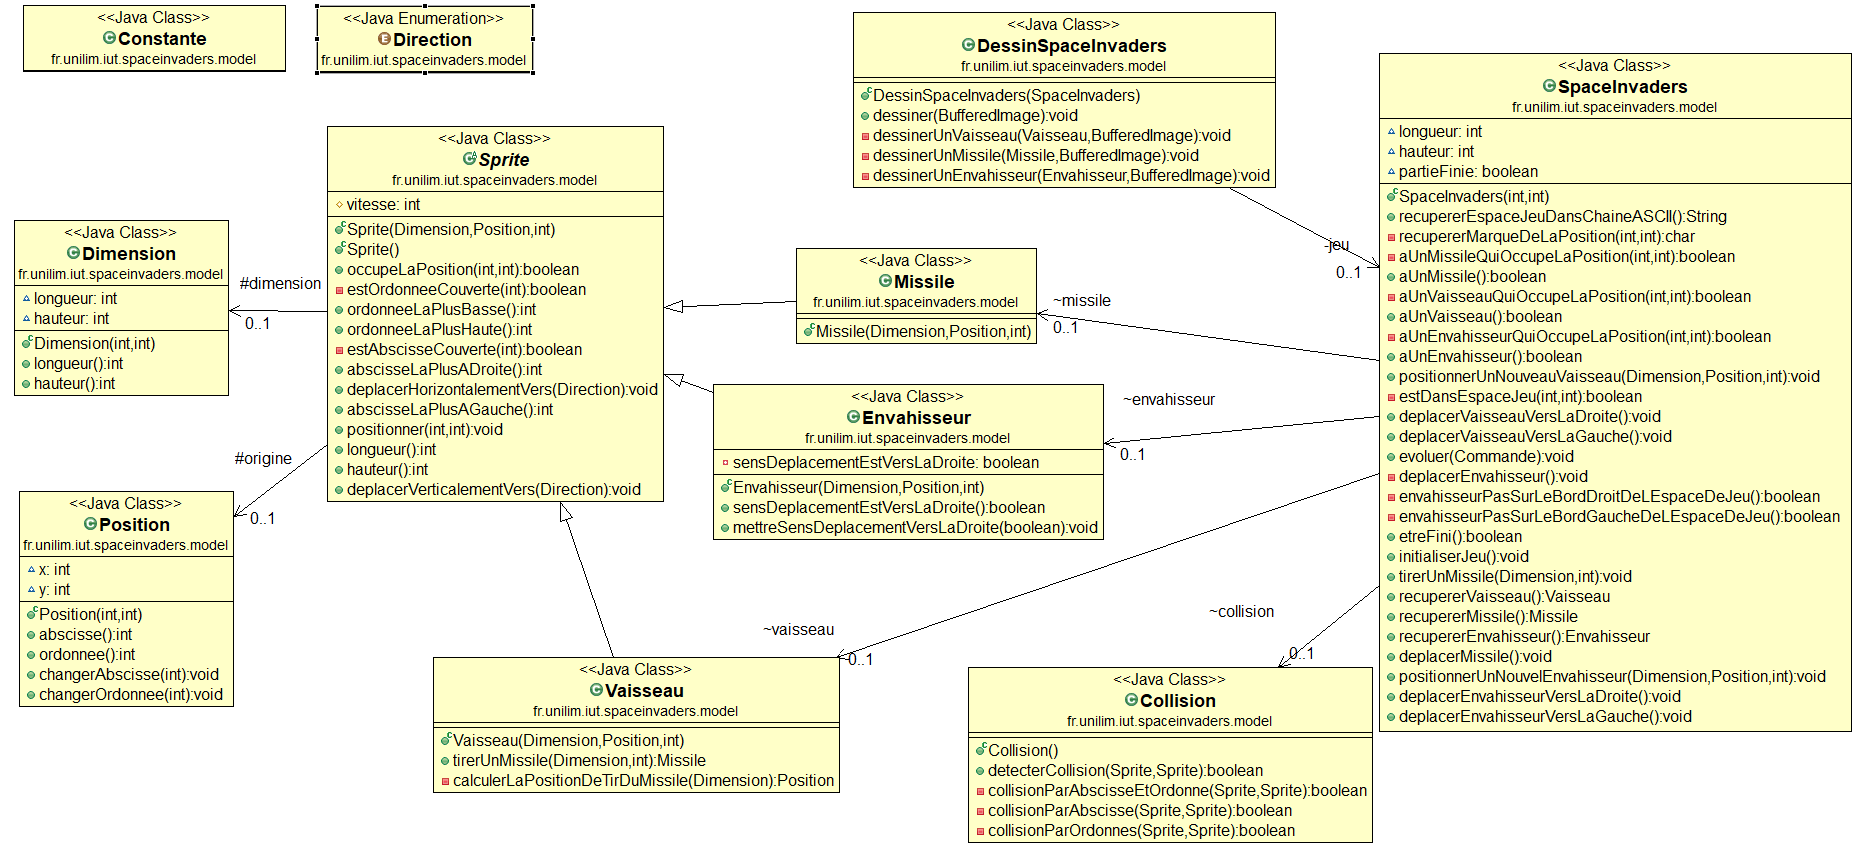 <<Java Class>>
Constante
fr.unilim.iut.spaceinvaders.model
<<Java Enumeration>>
Direction
fr.unilim.iut.spaceinvaders.model
<<Java Class>>
DessinSpaceInvaders
fr.unilim.iut.spaceinvaders.model
DessinSpaceInvaders(SpaceInvaders)
dessiner(BufferedImage):void
dessinerUnVaisseau(Vaisseau,BufferedImage):void
dessinerUnMissile(Missile,BufferedImage):void
dessinerUnEnvahisseur(Envahisseur,BufferedImage):void
-jeu
0..1
<<Java Class>>
SpaceInvaders
fr.unilim.iut.spaceinvaders.model
longueur: int
hauteur: int
partieFinie: boolean
SpaceInvaders(int,int)
recupererEspaceJeuDansChaineASCII():String
recupererMarqueDeLaPosition(int,int):char
aUnMissileQuiOccupeLaPosition(int,int):boolean
aUnMissile():boolean
aUnVaisseauQuiOccupeLaPosition(int,int):boolean
aUnVaisseau():boolean
aUnEnvahisseurQuiOccupeLaPosition(int,int):boolean
aUnEnvahisseur():boolean
positionnerUnNouveauVaisseau(Dimension,Position,int):void
estDansEspaceJeu(int,int):boolean
deplacerVaisseauVersLaDroite():void
deplacerVaisseauVersLaGauche():void
evoluer(Commande):void
deplacerEnvahisseur():void
envahisseurPasSurLeBordDroitDeLEspaceDeJeu():boolean
envahisseurPasSurLeBordGaucheDeLEspaceDeJeu():boolean
etreFini():boolean
initialiserJeu():void
tirerUnMissile(Dimension,int):void
recupererVaisseau():Vaisseau
recupererMissile():Missile
recupererEnvahisseur():Envahisseur
deplacerMissile():void
positionnerUnNouvelEnvahisseur(Dimension,Position,int):void
deplacerEnvahisseurVersLaDroite():void
deplacerEnvahisseurVersLaGauche():void
<<Java Class>>
Sprite
fr.unilim.iut.spaceinvaders.model
vitesse: int
Sprite(Dimension,Position,int)
Sprite()
occupeLaPosition(int,int):boolean
estOrdonneeCouverte(int):boolean
ordonneeLaPlusBasse():int
ordonneeLaPlusHaute():int
estAbscisseCouverte(int):boolean
abscisseLaPlusADroite():int
deplacerHorizontalementVers(Direction):void
abscisseLaPlusAGauche():int
positionner(int,int):void
longueur():int
hauteur():int
deplacerVerticalementVers(Direction):void
<<Java Class>>
Dimension
fr.unilim.iut.spaceinvaders.model
longueur: int
hauteur: int
Dimension(int,int)
longueur():int
hauteur():int
#dimension
0..1
#origine
0..1
<<Java Class>>
Position
fr.unilim.iut.spaceinvaders.model
x: int
y: int
Position(int,int)
abscisse():int
ordonnee():int
changerAbscisse(int):void
changerOrdonnee(int):void
<<Java Class>>
Missile
fr.unilim.iut.spaceinvaders.model
Missile(Dimension,Position,int)
~missile
0..1
<<Java Class>>
Envahisseur
fr.unilim.iut.spaceinvaders.model
sensDeplacementEstVersLaDroite: boolean
Envahisseur(Dimension,Position,int)
sensDeplacementEstVersLaDroite():boolean
mettreSensDeplacementVersLaDroite(boolean):void
~envahisseur
0..1
~vaisseau
0..1
<<Java Class>>
Vaisseau
fr.unilim.iut.spaceinvaders.model
Vaisseau(Dimension,Position,int)
tirerUnMissile(Dimension,int):Missile
calculerLaPositionDeTirDuMissile(Dimension):Position
~collision
0..1
<<Java Class>>
Collision
fr.unilim.iut.spaceinvaders.model
Collision()
detecterCollision(Sprite,Sprite):boolean
collisionParAbscisseEtOrdonne(Sprite,Sprite):boolean
collisionParAbscisse(Sprite,Sprite):boolean
collisionParOrdonnes(Sprite,Sprite):boolean